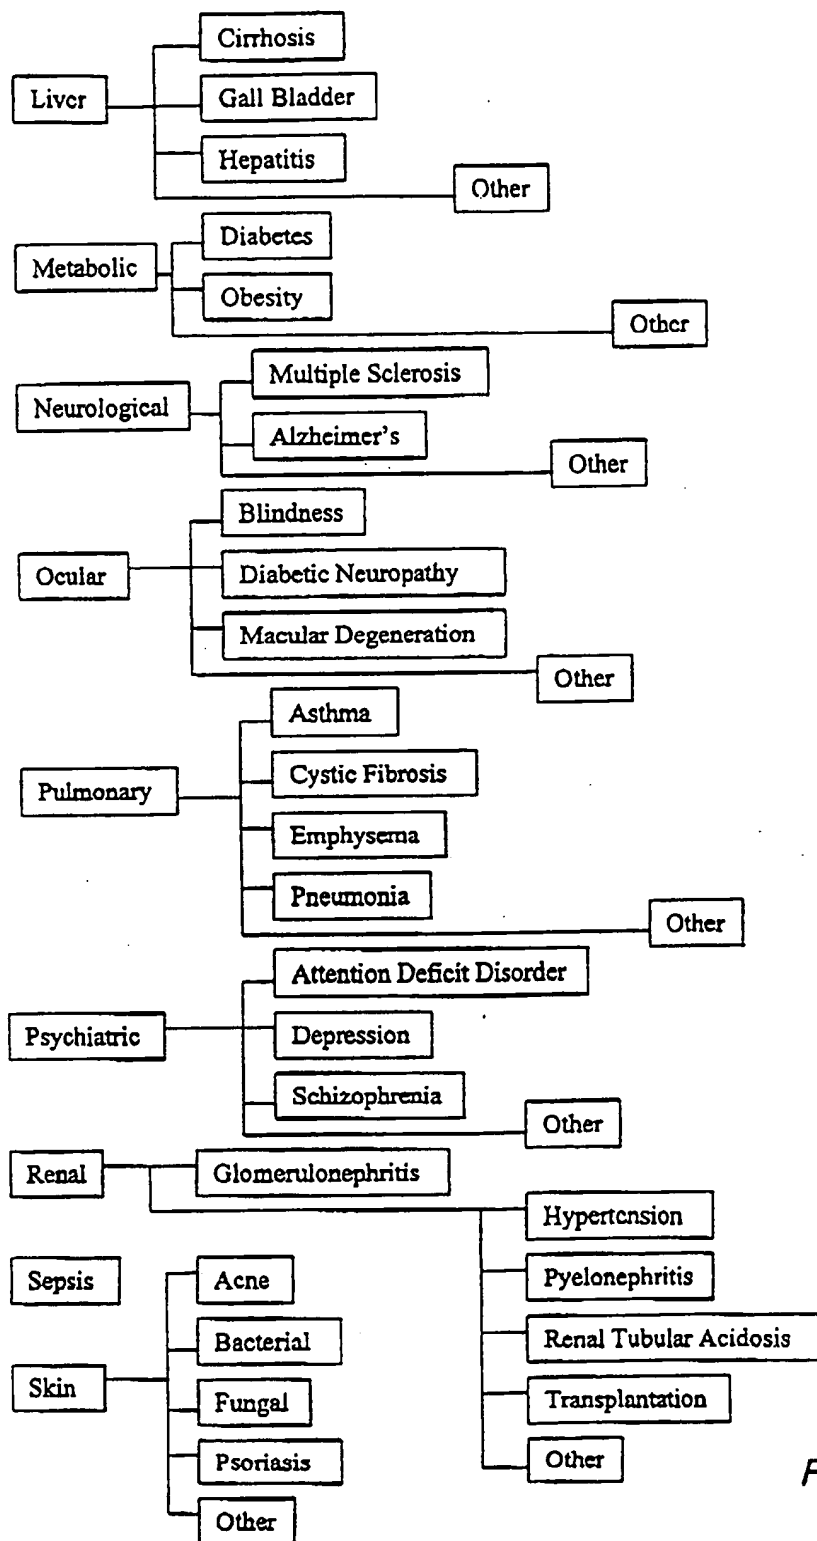 Cirrhosis
Liver
Gall Bladder
Hepatitis
Other
Diabetes
Metabolic
Obesity
Other
Multiple Sclerosis
Neurological
Alzheimer's
Other
Blindness
Ocular
Diabetic Neuropathy
Macular Degeneration
Other
Asthma
Cystic Fibrosis
Pulmonary
Emphysema
Pneumonia
Other
Attention Deficit Disorder
Psychiatric
Depression
Schizophrenia
Other
Renal
Glomerulonephritis
Hypertension
Sepsis
Acne
Pyelonephritis
Bacterial
Renal Tubular Acidosis
Skin
Fungal
Transplantation
Psoriasis
Other
Other
F